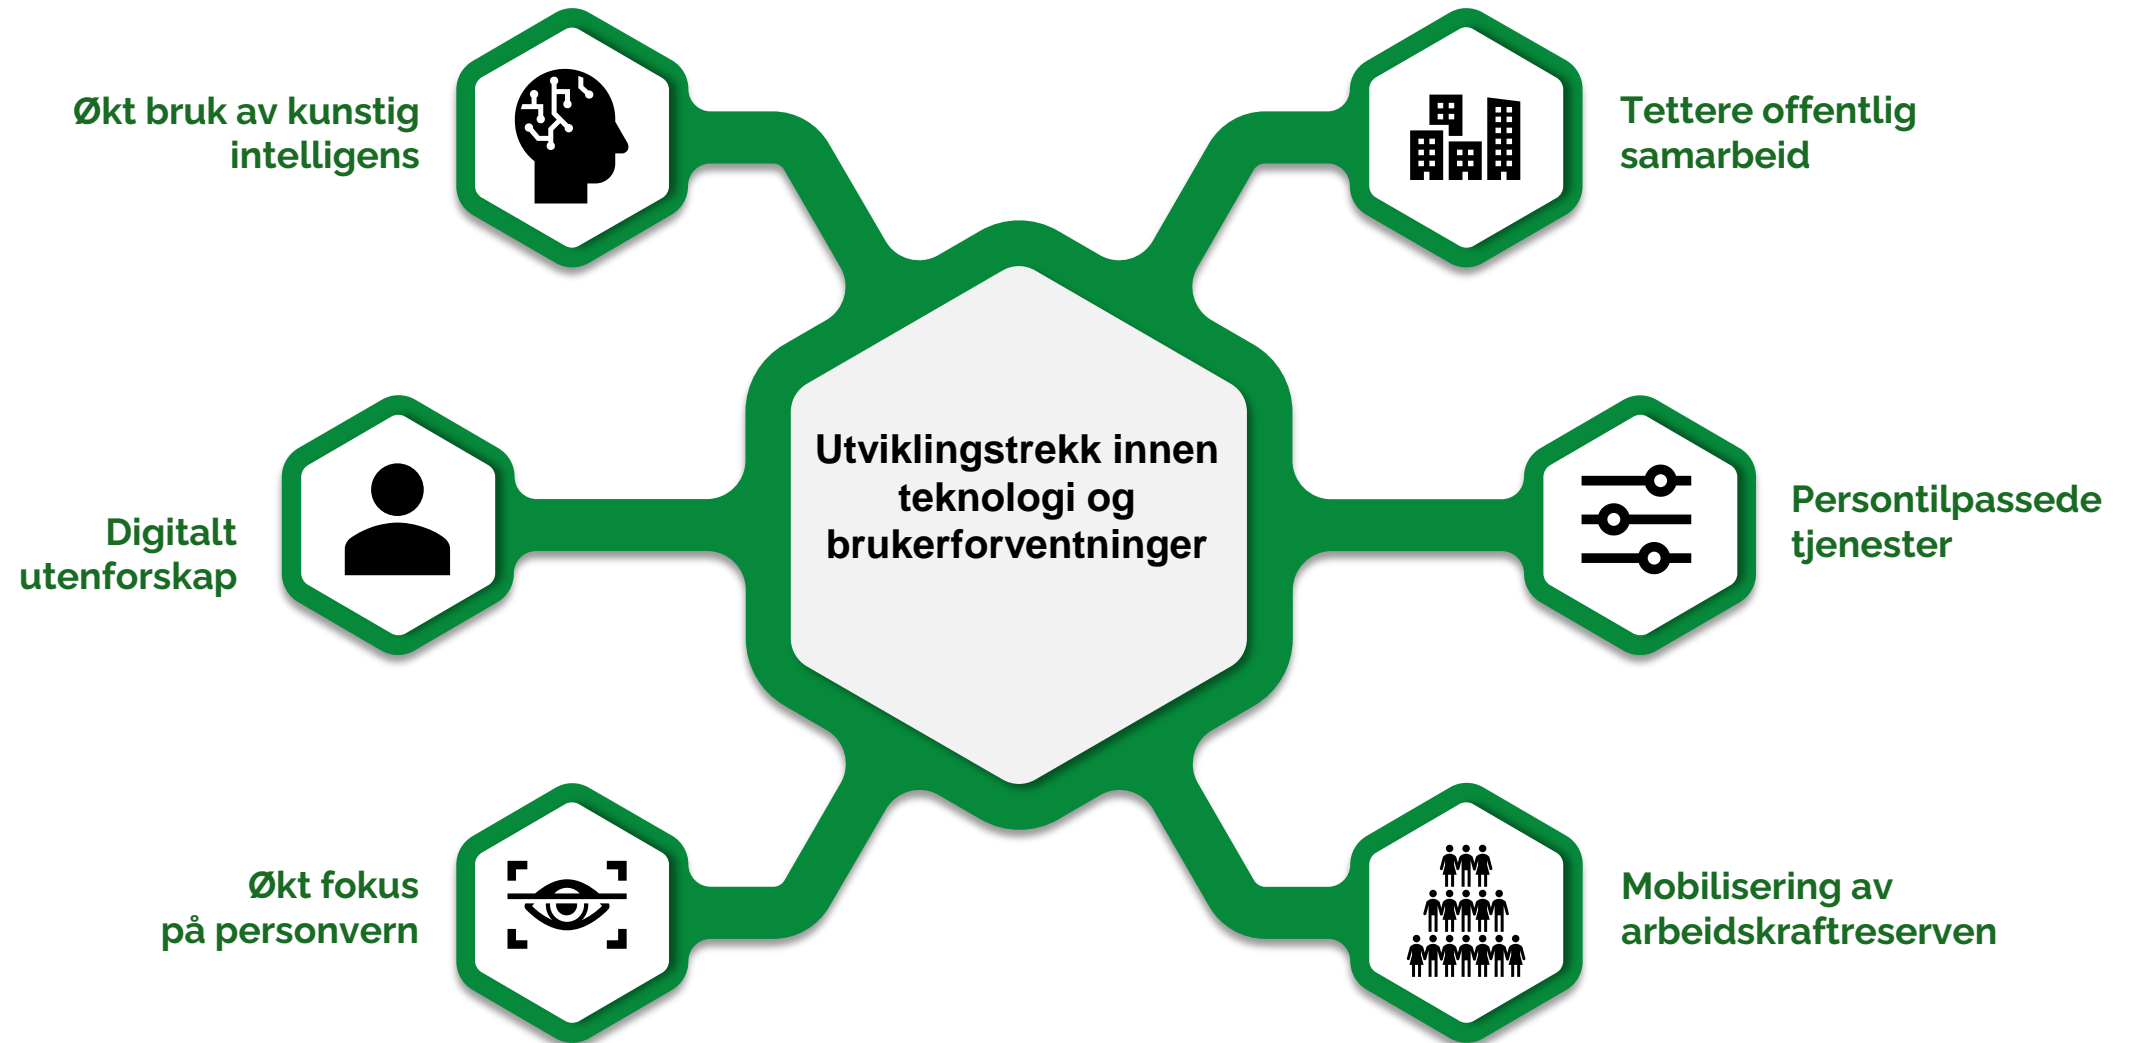 Økt bruk av kunstig
intelligens
Tettere offentlig
samarbeid
Utviklingstrekk innen
teknologi og
brukerforventninger
Digitalt
utenforskap
Persontilpassede
tjenester
Økt fokus
på personvern
Mobilisering av
arbeidskraftreserven